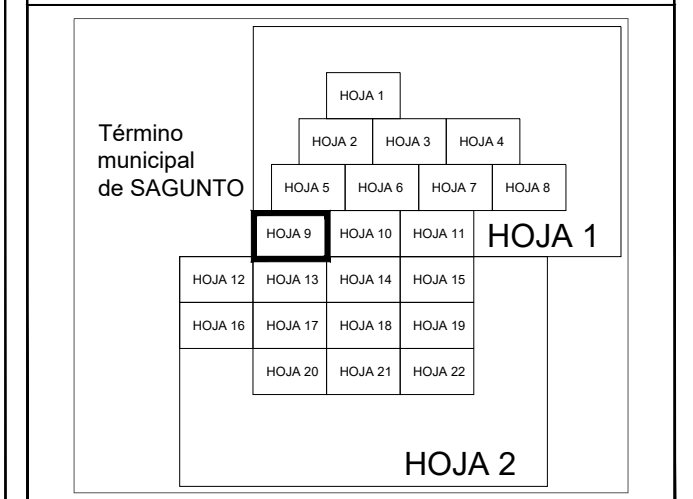 HOJA 1
Término
municipal
de SAGUNTO
HOJA 2 HOJA 3 HOJA 4
HOJA 5 HOJA 6 HOJA 7 HOJA 8
HOJA 9 HOJA 10 HOJA 11 HOJA 1
HOJA 12 HOJA 13 HOJA 14 HOJA 15
HOJA 16 HOJA 17 HOJA 18 HOJA 19
HOJA 20 HOJA 21 HOJA 22
HOJA 2